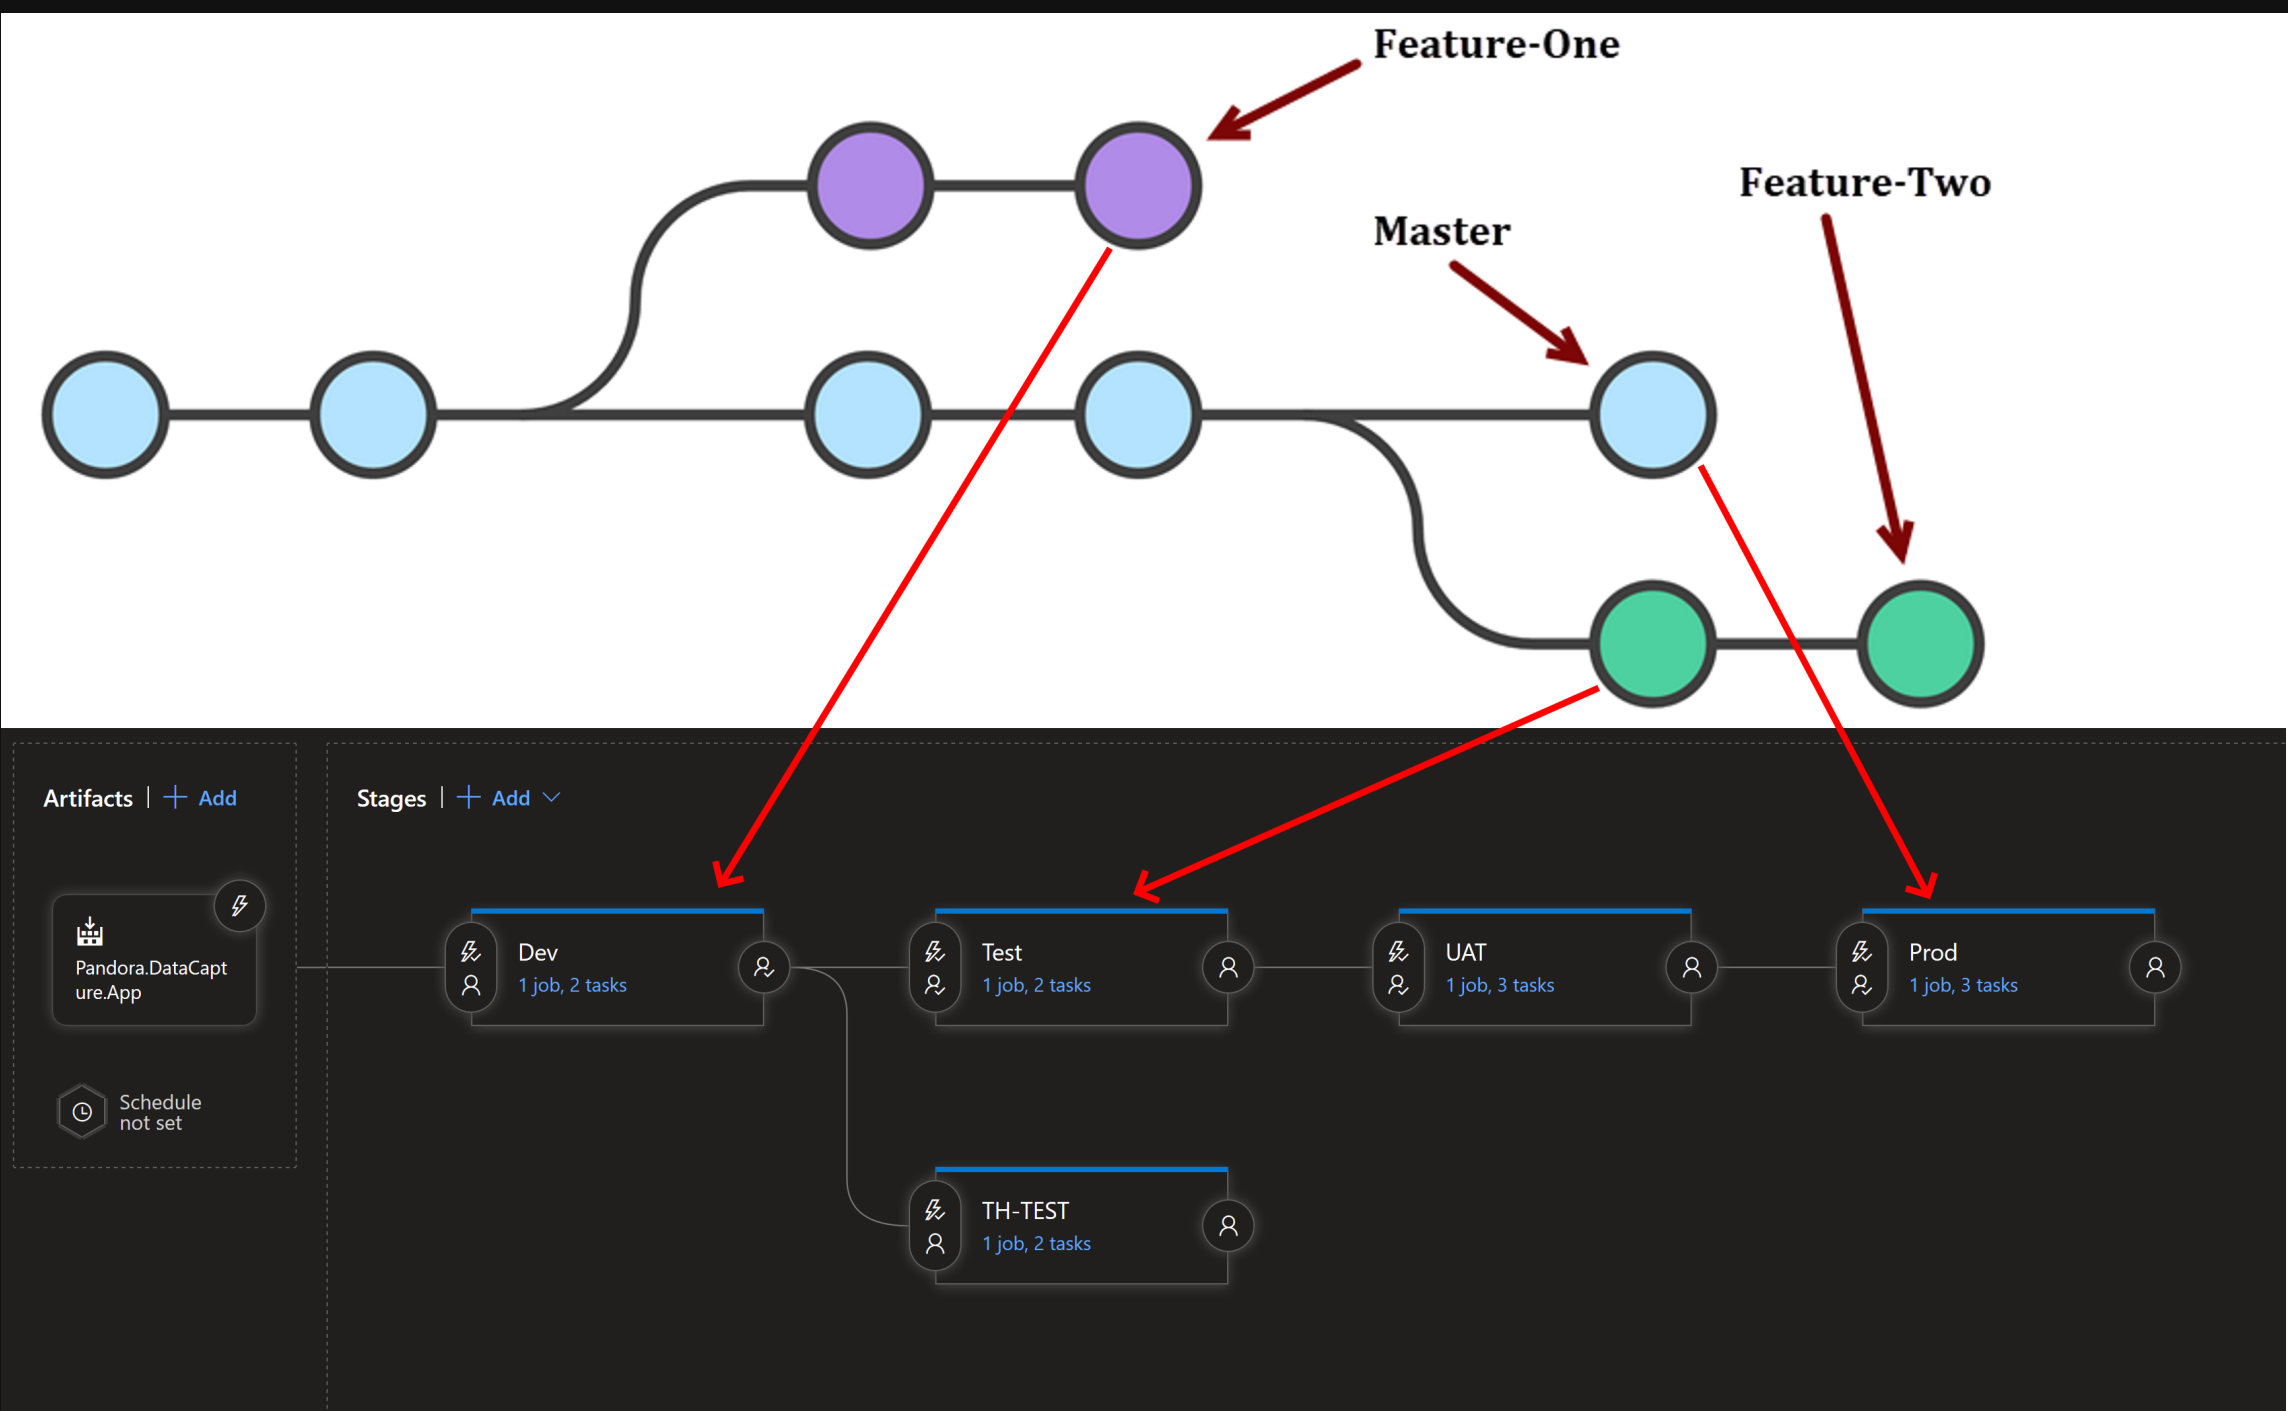 Feature-One
Feature-Two
Master
Artifacts | + Add
Stages | + Add
Pandora.DataCapt
ure.App
Schedule
not set
Dev
1 job, 2 tasks
Test
1 job, 2 tasks
UAT
1 job, 3 tasks
Prod
1 job, 3 tasks
TH-TEST
1 job, 2 tasks